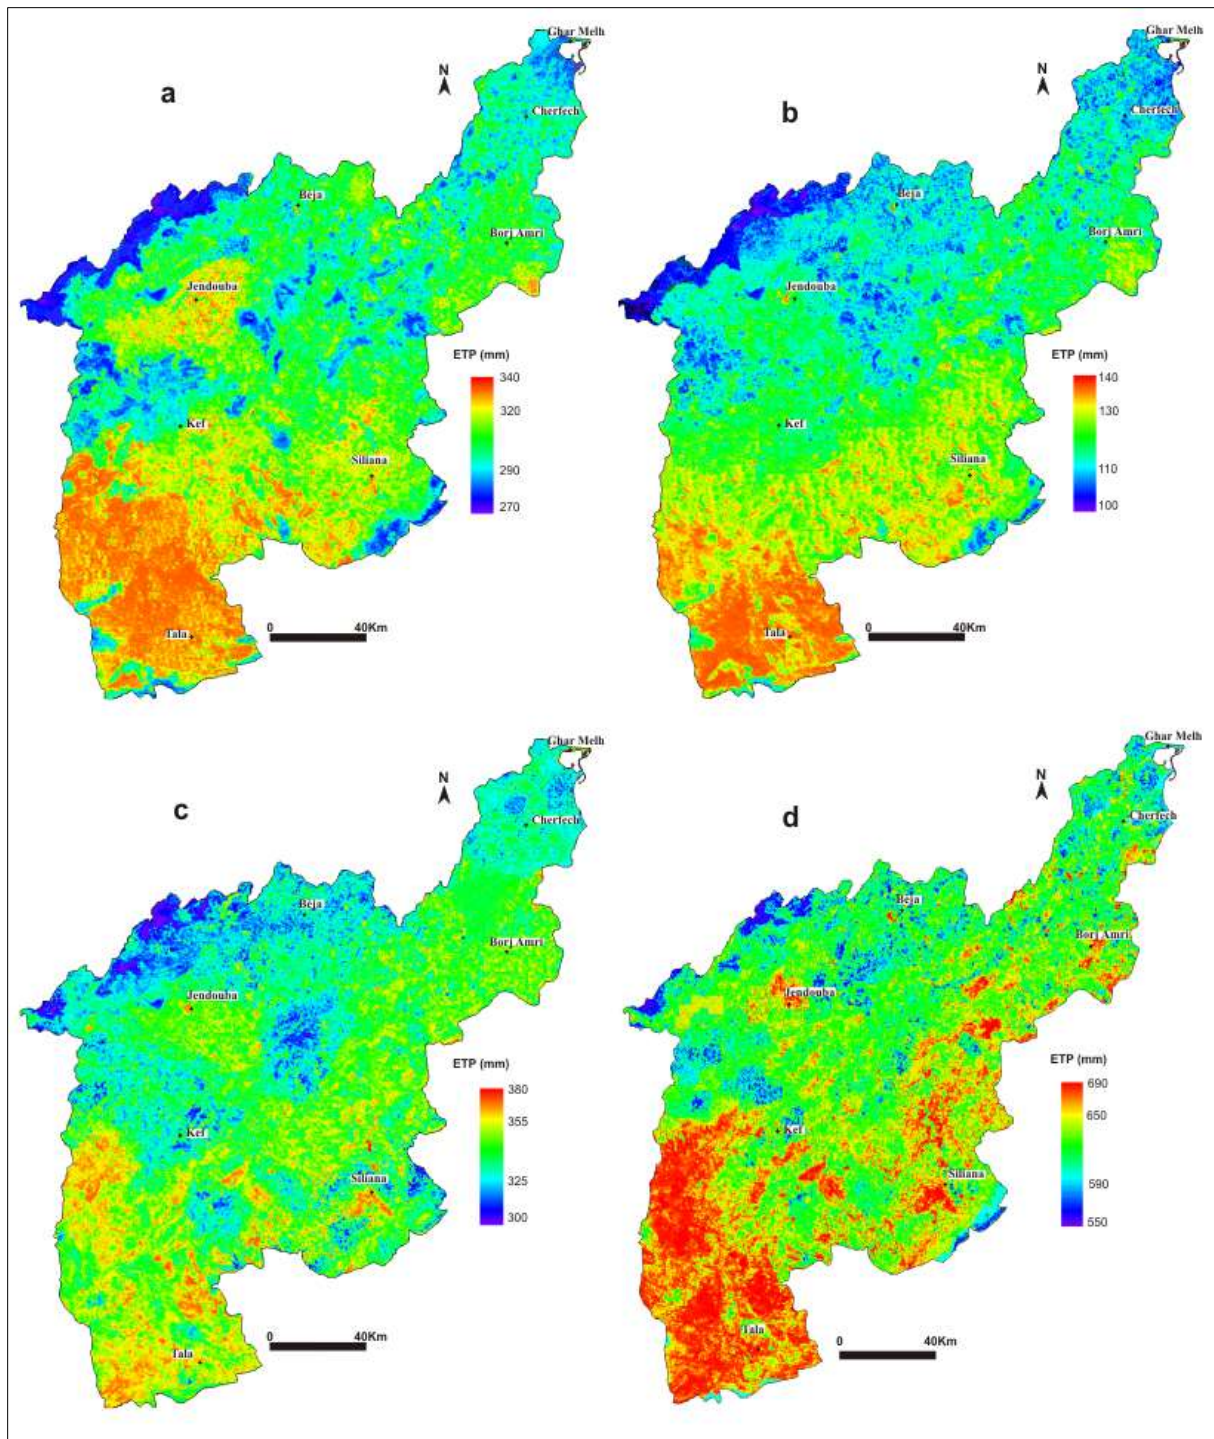 Ghar Melh
N
a
Cherfech
Béja
Borj Amri
Jendouba
ETP (mm)
340
320
290
270
Kef
Siliana
Tala
0 40Km
Ghar Melh
N
b
Cherfech
Beja
Borj Amri
Jendouba
ETP (mm)
140
130
110
100
Kef
Siliana
Tala
0 40Km
Ghar Melh
N
c
Cherfech
Béja
Borj Amri
Jendouba
ETP (mm)
380
355
325
300
Kef
Siliana
Tala
0 40Km
Ghar Melh
N
d
Cherfech
Béja
Borj Amri
Jendouba
ETP (mm)
690
650
590
550
Kef
Siliana
Tala
0 40Km